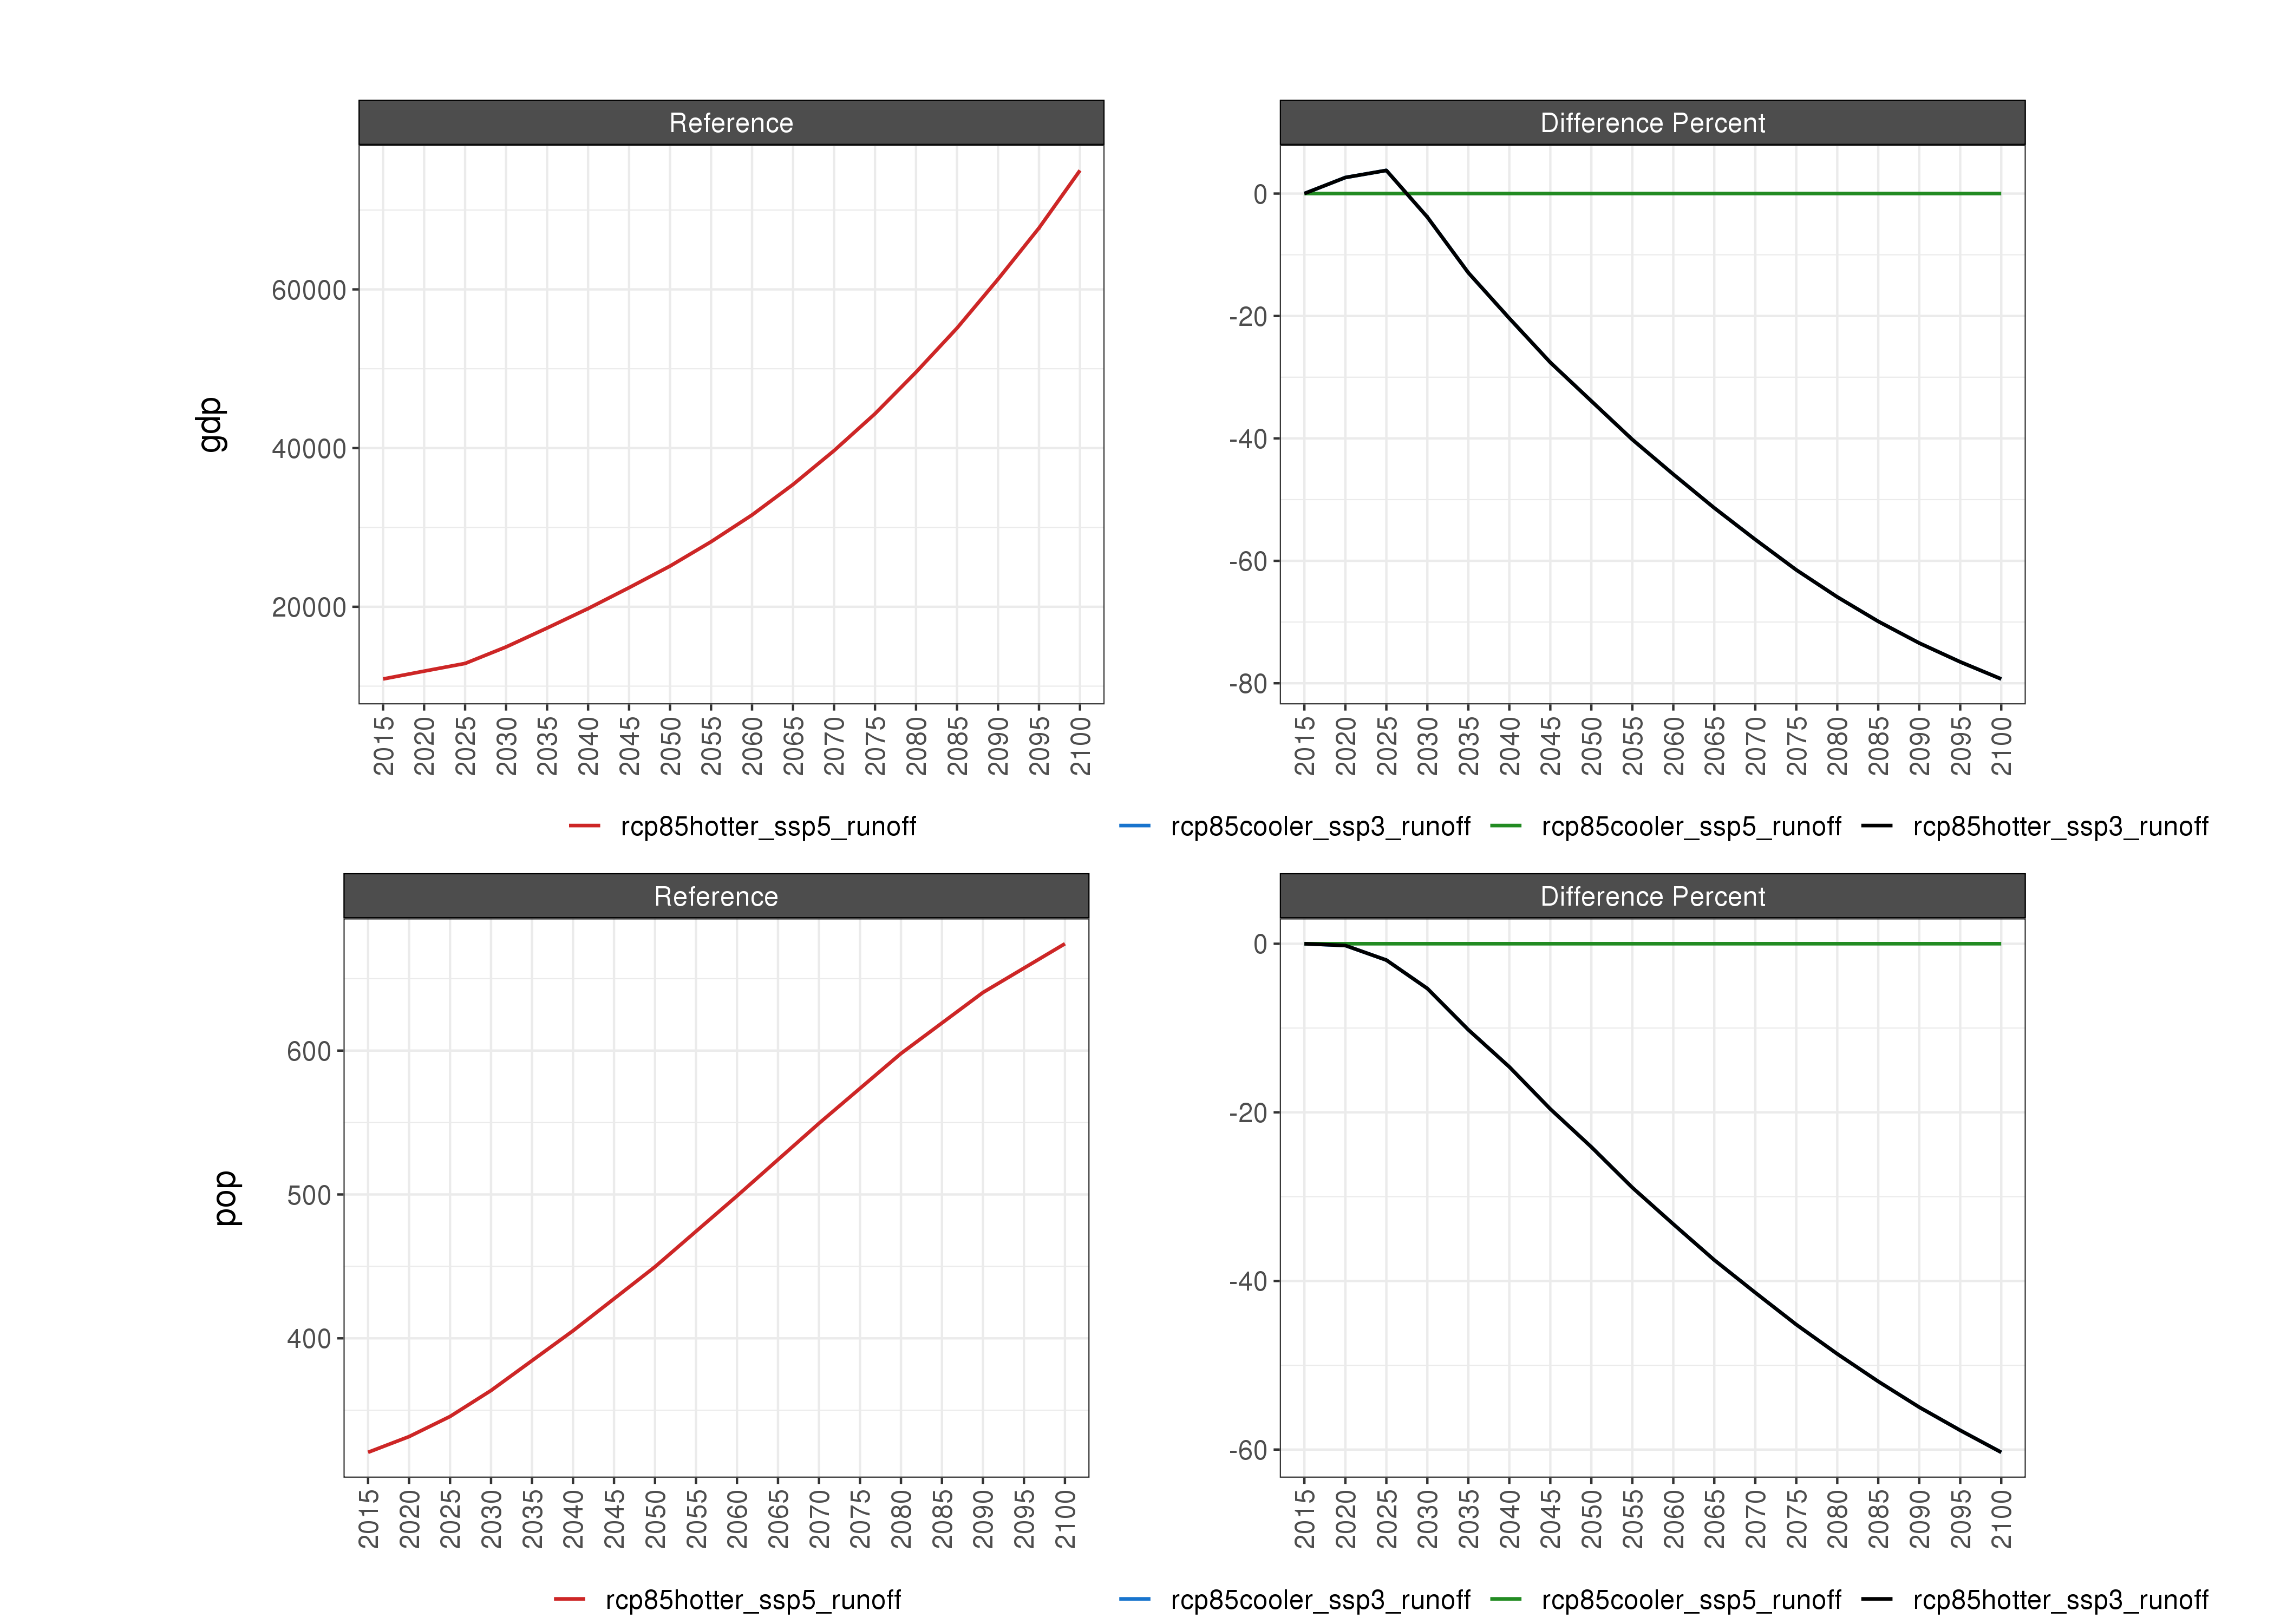 Reference
Difference Percent
gdp
60000
40000
20000
0
-20
-40
-60
-80
2015 2020 2025 2030 2035 2040 2045 2050 2055 2060 2065 2070 2075 2080 2085 2090 2095 2100
2015 2020 2025 2030 2035 2040 2045 2050 2055 2060 2065 2070 2075 2080 2085 2090 2095 2100
rcp85hotter_ssp5_runoff
rcp85cooler_ssp3_runoff rcp85cooler_ssp5_runoff rcp85hotter_ssp3_runoff
Reference
Difference Percent
pop
600
500
400
0
-20
-40
-60
2015 2020 2025 2030 2035 2040 2045 2050 2055 2060 2065 2070 2075 2080 2085 2090 2095 2100
2015 2020 2025 2030 2035 2040 2045 2050 2055 2060 2065 2070 2075 2080 2085 2090 2095 2100
rcp85hotter_ssp5_runoff
rcp85cooler_ssp3_runoff rcp85cooler_ssp5_runoff rcp85hotter_ssp3_runoff